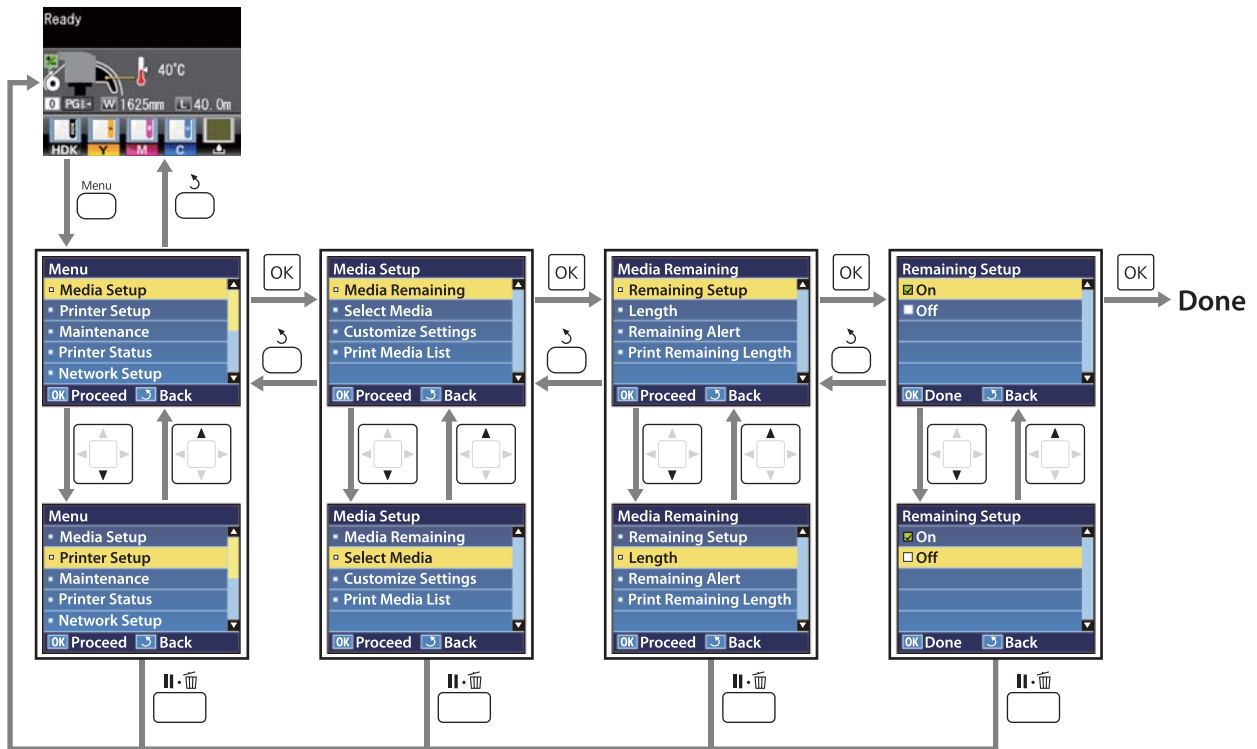 Ready
40°C
0 PG W 1625mm L 40.0m
HDK Y M C
Menu
Menu
Media Setup
Printer Setup
Maintenance
Printer Status
Network Setup
OK Proceed Back
OK
Media Setup
Media Remaining
Select Media
Customize Settings
Print Media List
OK Proceed Back
OK
Media Remaining
Remaining Setup
Length
Remaining Alert
Print Remaining Length
OK Proceed Back
OK
Remaining Setup
On
Off
OK Done Back
OK
Done
Menu
Media Setup
Printer Setup
Maintenance
Printer Status
Network Setup
OK Proceed Back
Media Setup
Media Remaining
Select Media
Customize Settings
Print Media List
OK Proceed Back
Media Remaining
Remaining Setup
Length
Remaining Alert
Print Remaining Length
OK Proceed Back
Remaining Setup
On
Off
OK Done Back